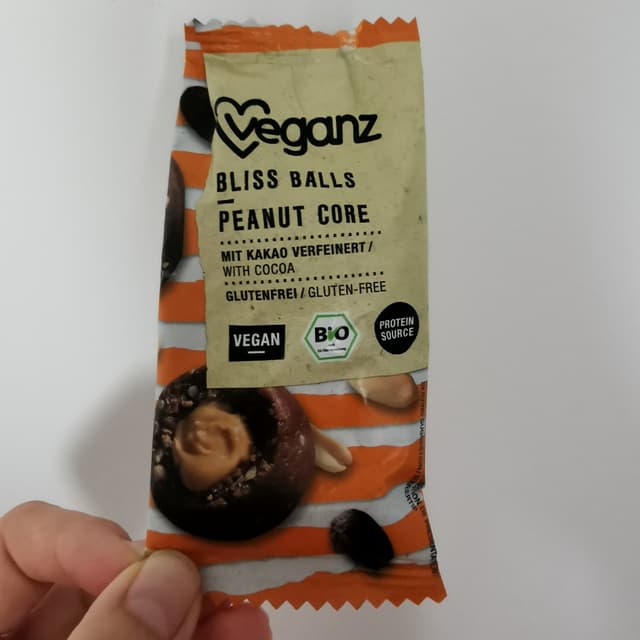 Veganz
BLISS BALLS
PEANUT CORE
MIT KAKAO VERFEINERT /
WITH COCOA
GLUTENFREI / GLUTEN-FREE
VEGAN
BiO
PROTEIN
SOURCE